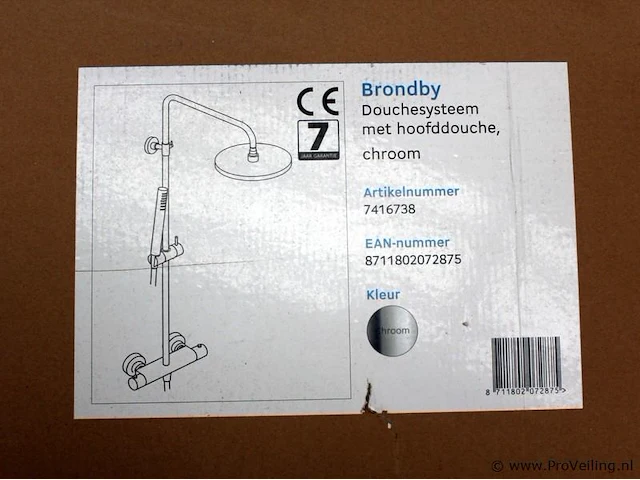 CE
7
JAAR GARANTIE
Brondby
Douchesysteem
met hoofddouche,
chroom
Artikelnummer
7416738
EAN-nummer
8711802072875
Kleur
chroom
8 711802 072875 >
© www.ProVeiling.nl